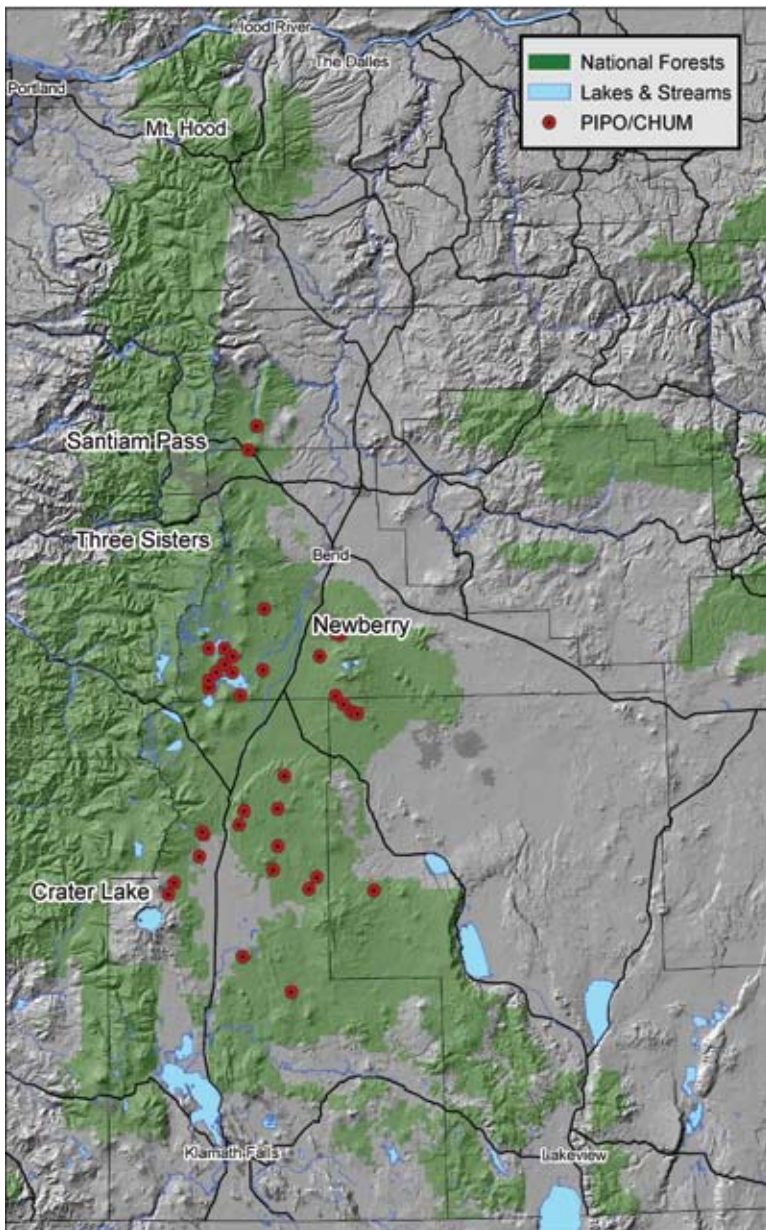 Hood River
The Dalles
Portland
Mt. Hood
National Forests
Lakes & Streams
PIPO/CHUM
Santiam Pass
Three Sisters
Bend
Newberry
Crater Lake
Klamath Falls
Lakeview